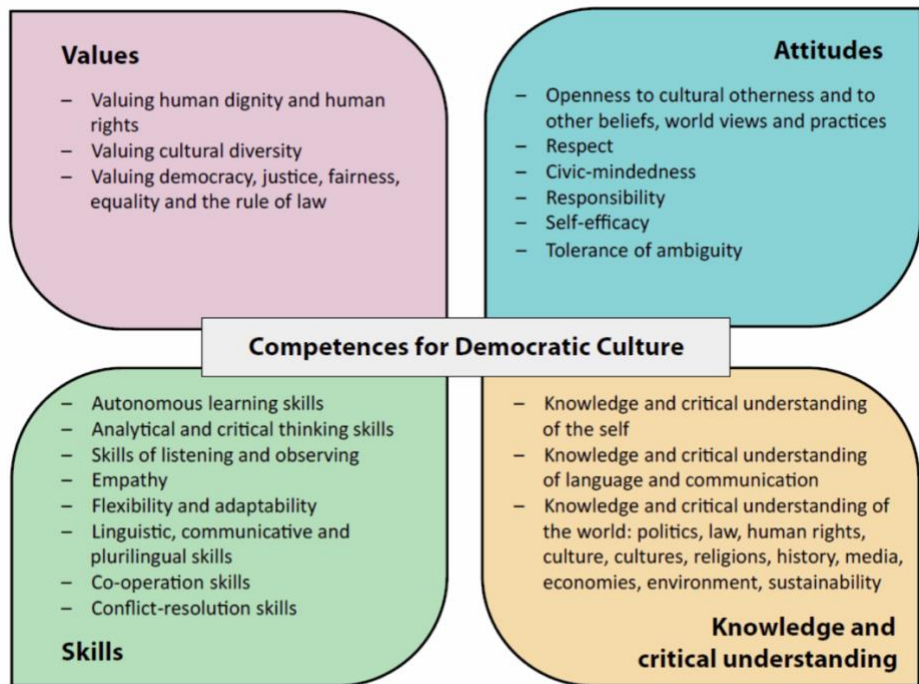 Values
– Valuing human dignity and human
rights
– Valuing cultural diversity
– Valuing democracy, justice, fairness,
equality and the rule of law
Attitudes
– Openness to cultural otherness and to
other beliefs, world views and practices
– Respect
– Civic-mindedness
– Responsibility
– Self-efficacy
– Tolerance of ambiguity
Competences for Democratic Culture
– Autonomous learning skills
– Analytical and critical thinking skills
– Skills of listening and observing
– Empathy
– Flexibility and adaptability
– Linguistic, communicative and
plurilingual skills
– Co-operation skills
– Conflict-resolution skills
Skills
– Knowledge and critical understanding
of the self
– Knowledge and critical understanding
of language and communication
– Knowledge and critical understanding of
the world: politics, law, human rights,
culture, cultures, religions, history, media,
economies, environment, sustainability
Knowledge and
critical understanding